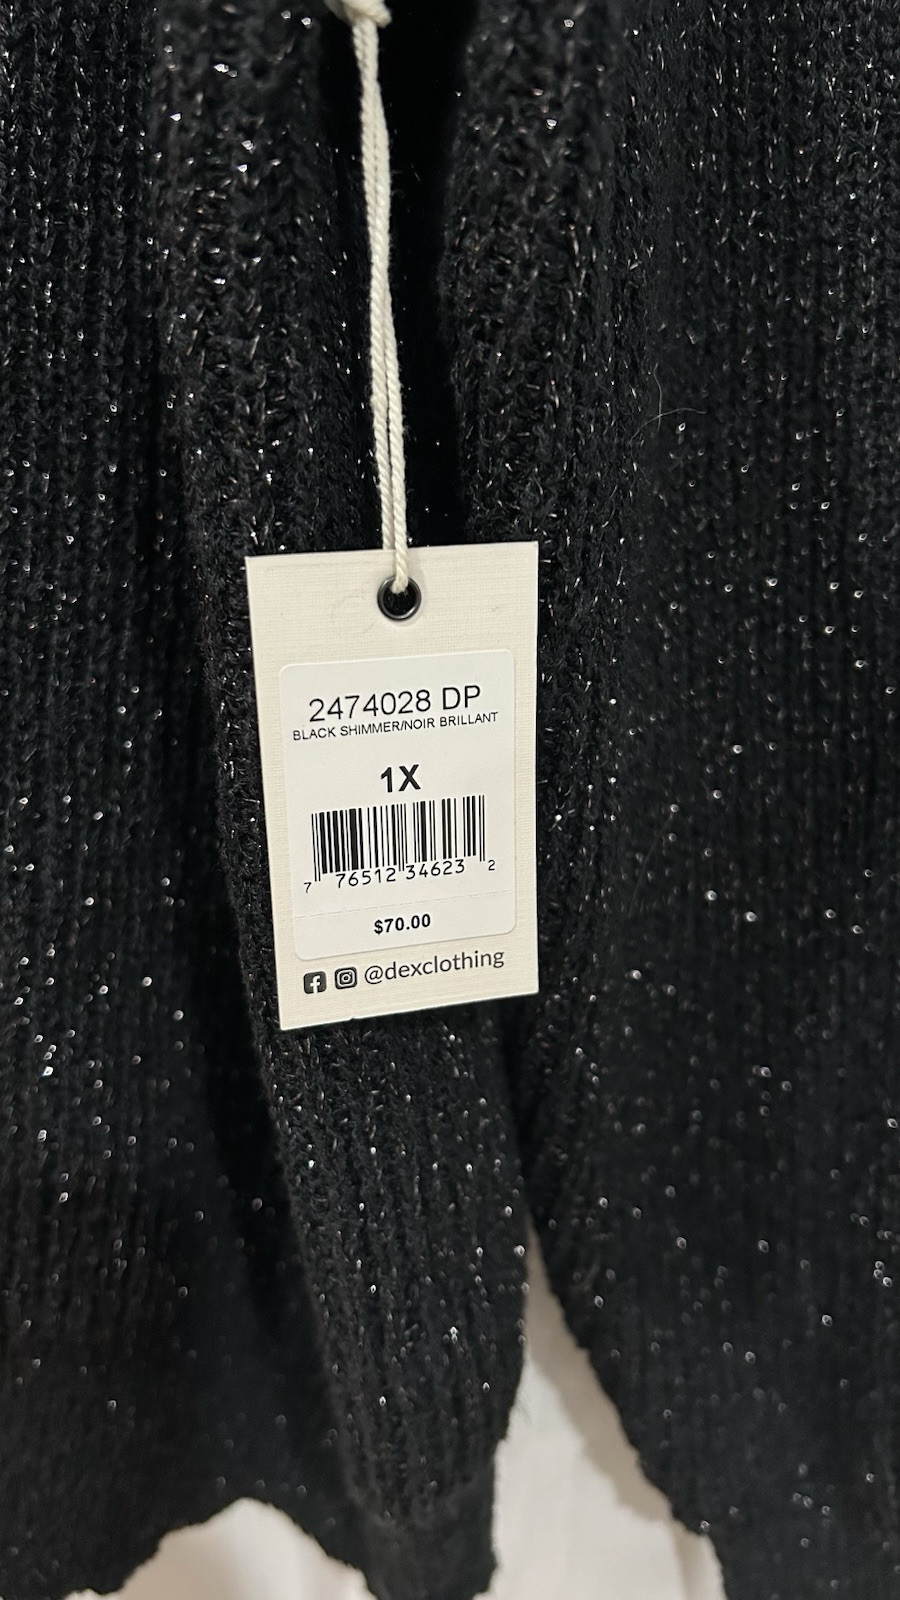 2474028 DP
BLACK SHIMMER/NOIR BRILLANT
1X
7 76512 34623 2
$70.00
@dexclothing